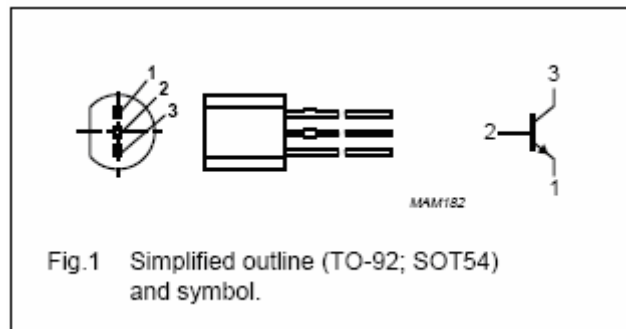 1
2
3
3
2
1
MAM182
Fig.1 Simplified outline (TO-92; SOT54)
and symbol.